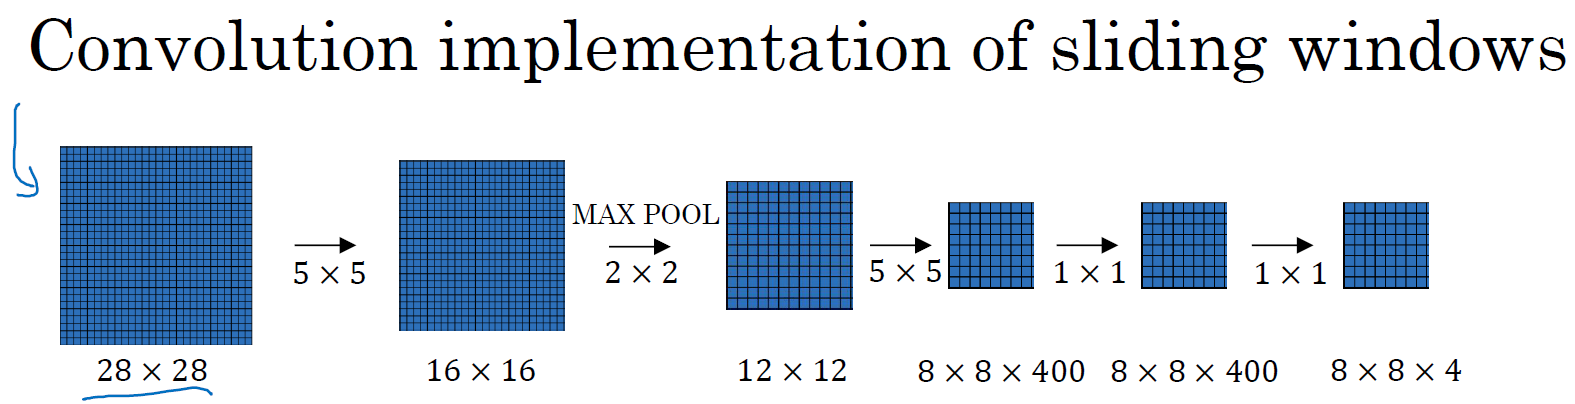 Convolution implementation of sliding windows
MAX POOL
5 × 5
2 × 2
5 × 5
1 × 1
1 × 1
28 × 28
16 × 16
12 × 12
8 × 8 × 400
8 × 8 × 400
8 × 8 × 4